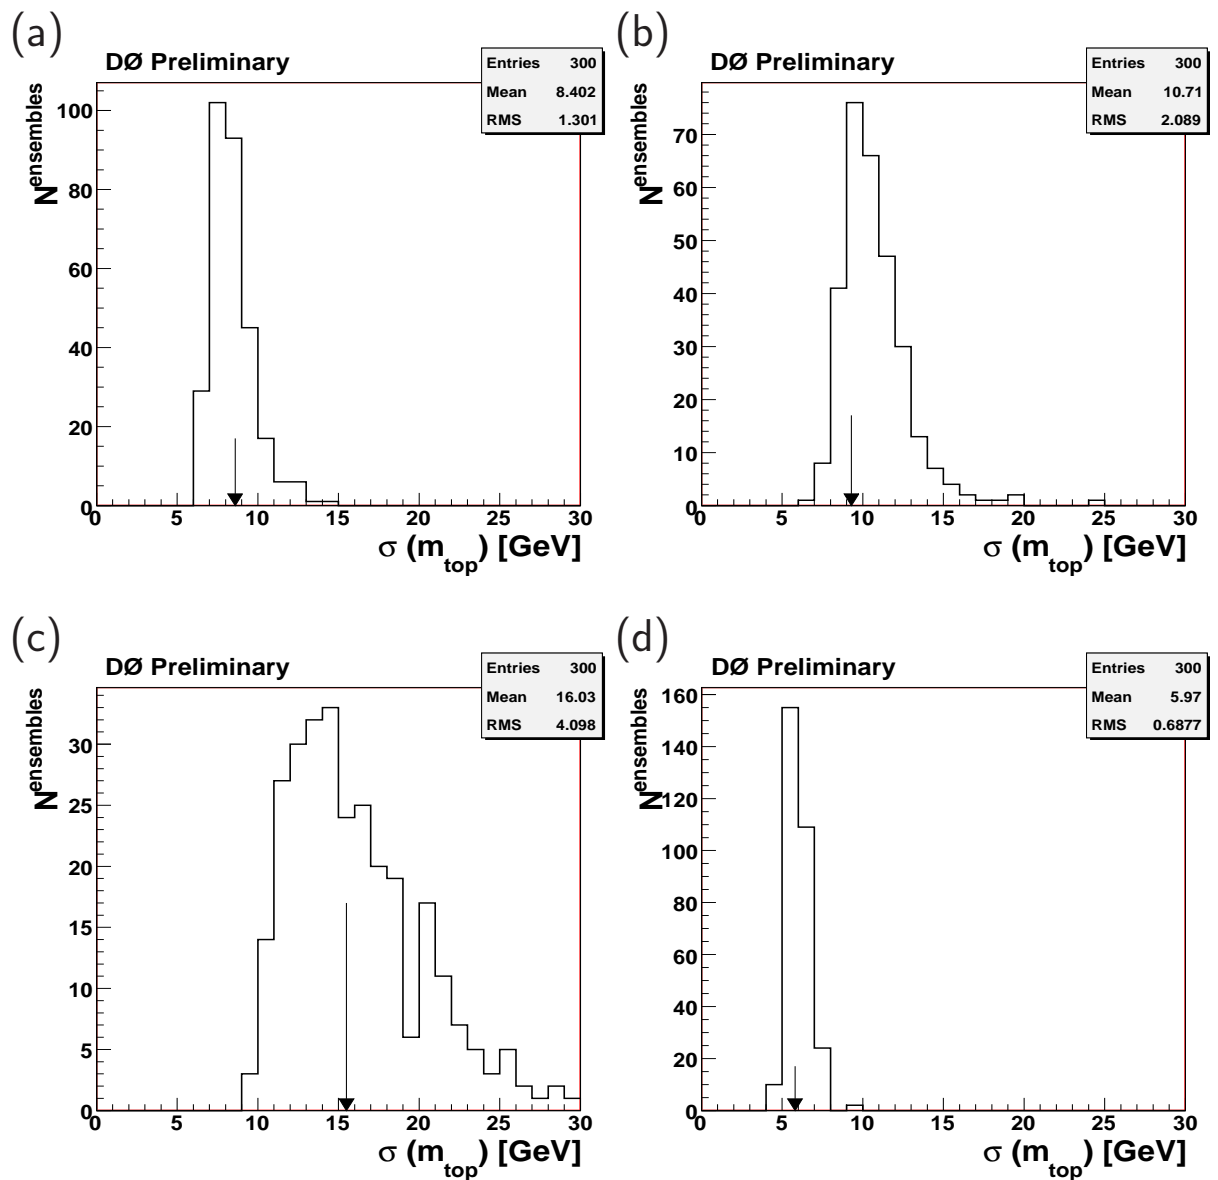 (a)
DØ Preliminary
Entries 300
Mean 8.402
RMS 1.301
N^ensembles
100
80
60
40
20
0
0 5 10 15 20 25 30
σ (m_top) [GeV]
(b)
DØ Preliminary
Entries 300
Mean 10.71
RMS 2.089
N^ensembles
70
60
50
40
30
20
10
0
0 5 10 15 20 25 30
σ (m_top) [GeV]
(c)
DØ Preliminary
Entries 300
Mean 16.03
RMS 4.098
N^ensembles
30
25
20
15
10
5
0
0 5 10 15 20 25 30
σ (m_top) [GeV]
(d)
DØ Preliminary
Entries 300
Mean 5.97
RMS 0.6877
N^ensembles
160
140
120
100
80
60
40
20
0
0 5 10 15 20 25 30
σ (m_top) [GeV]